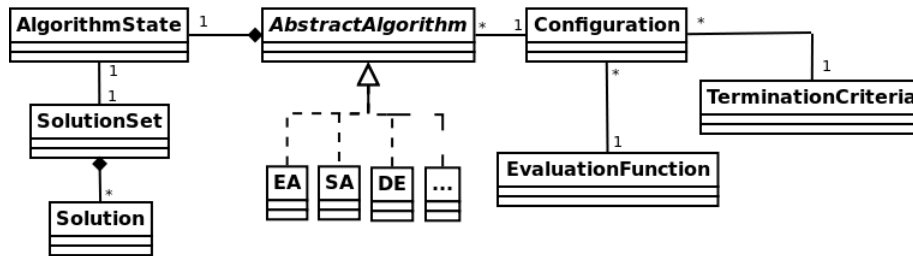 AlgorithmState 1 AbstractAlgorithm * 1 Configuration *
1 1
1 * TerminationCriteria
SolutionSet 1
EA SA DE ... EvaluationFunction
*
Solution